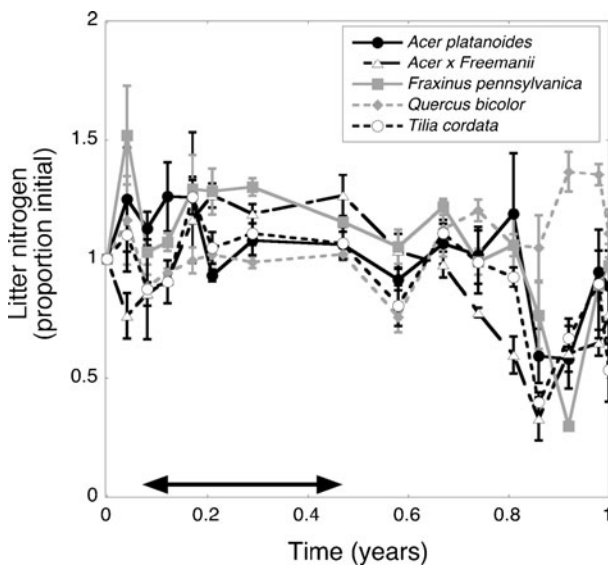 2
1.5
1
0.5
0
Litter nitrogen
(proportion initial)
Acer platanoides
Acer x Freemanii
Fraxinus pennsylvanica
Quercus bicolor
Tilia cordata
0 0.2 0.4 0.6 0.8 1
Time (years)